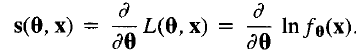 s(θ, x) = ∂/∂θ L(θ, x) = ∂/∂θ ln f_θ(x).